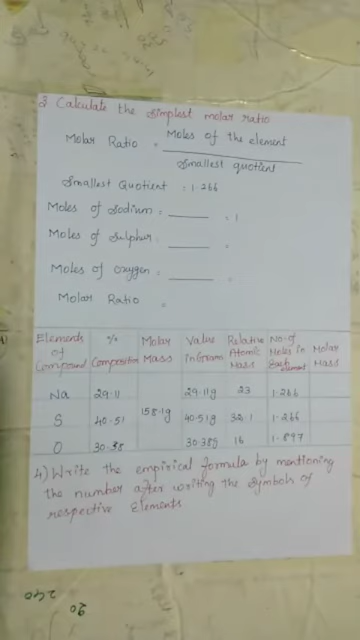 3 Calculate the simplest molar ratio
Molar Ratio = Moles of the element
Smallest quotient
Smallest Quotient = 1.266
Moles of Sodium = ____ = 1
Moles of Sulphur = ____ =
Moles of oxygen = ____ =
Molar Ratio =
Elements of Compound % Composition Molar Mass Value in Gram Relative Atomic Mass No. of Moles in Each element Molar Mass
Na 29.11 29.11g 23 1.266
S 40.51 158.1g 40.51g 32.1 1.266
O 30.38 30.38g 16 1.897
4) Write the empirical formula by mentioning
the number after writing the symbols of
respective Elements